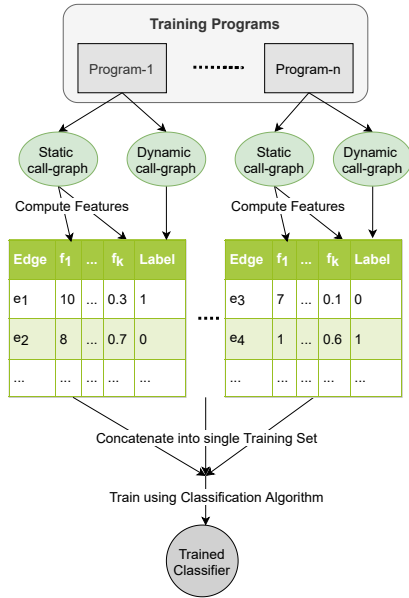 Training Programs
Program-1 ........ Program-n
Static call-graph
Dynamic call-graph
Static call-graph
Dynamic call-graph
Compute Features
Compute Features
Edge f1 ... fk Label
e1 10 ... 0.3 1
e2 8 ... 0.7 0
... ... ... ...
....
Edge f1 ... fk Label
e3 7 ... 0.1 0
e4 1 ... 0.6 1
... ... ... ...
Concatenate into single Training Set
Train using Classification Algorithm
Trained
Classifier